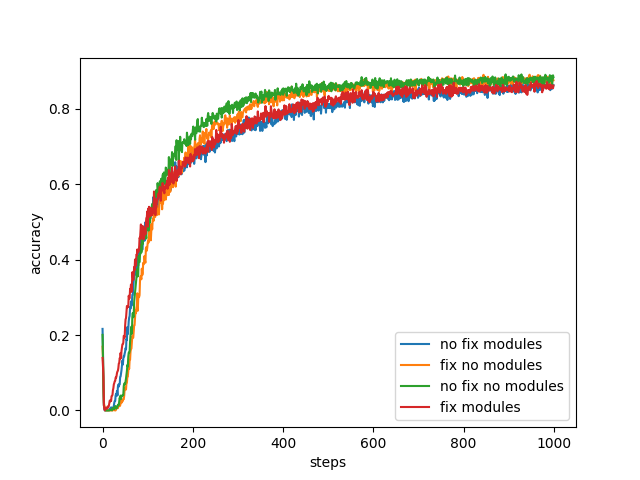 accuracy
0.8
0.6
0.4
0.2
0.0
0
200
400
600
800
1000
steps
no fix modules
fix no modules
no fix no modules
fix modules